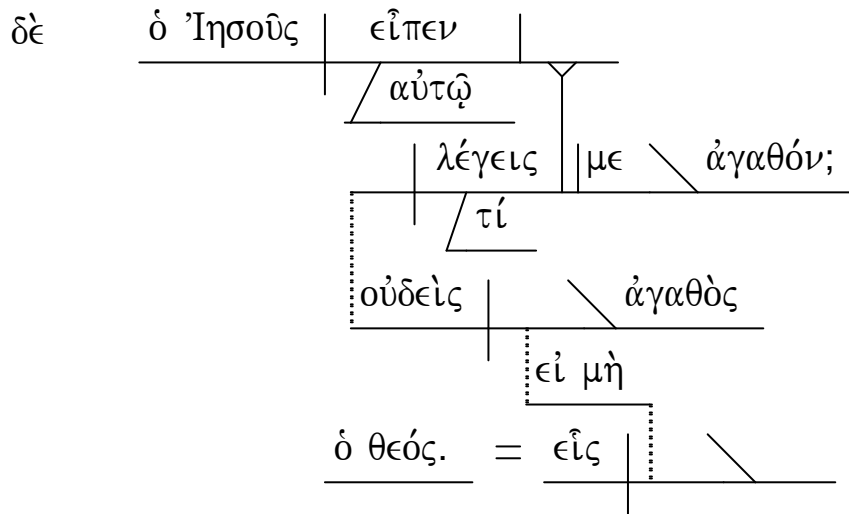 δὲ ὁ Ἰησοῦς εἶπεν
αὐτῷ
λέγεις με ἀγαθόν;
τί
οὐδεὶς ἀγαθὸς
εἰ μὴ
ὁ θεός. = εἷς